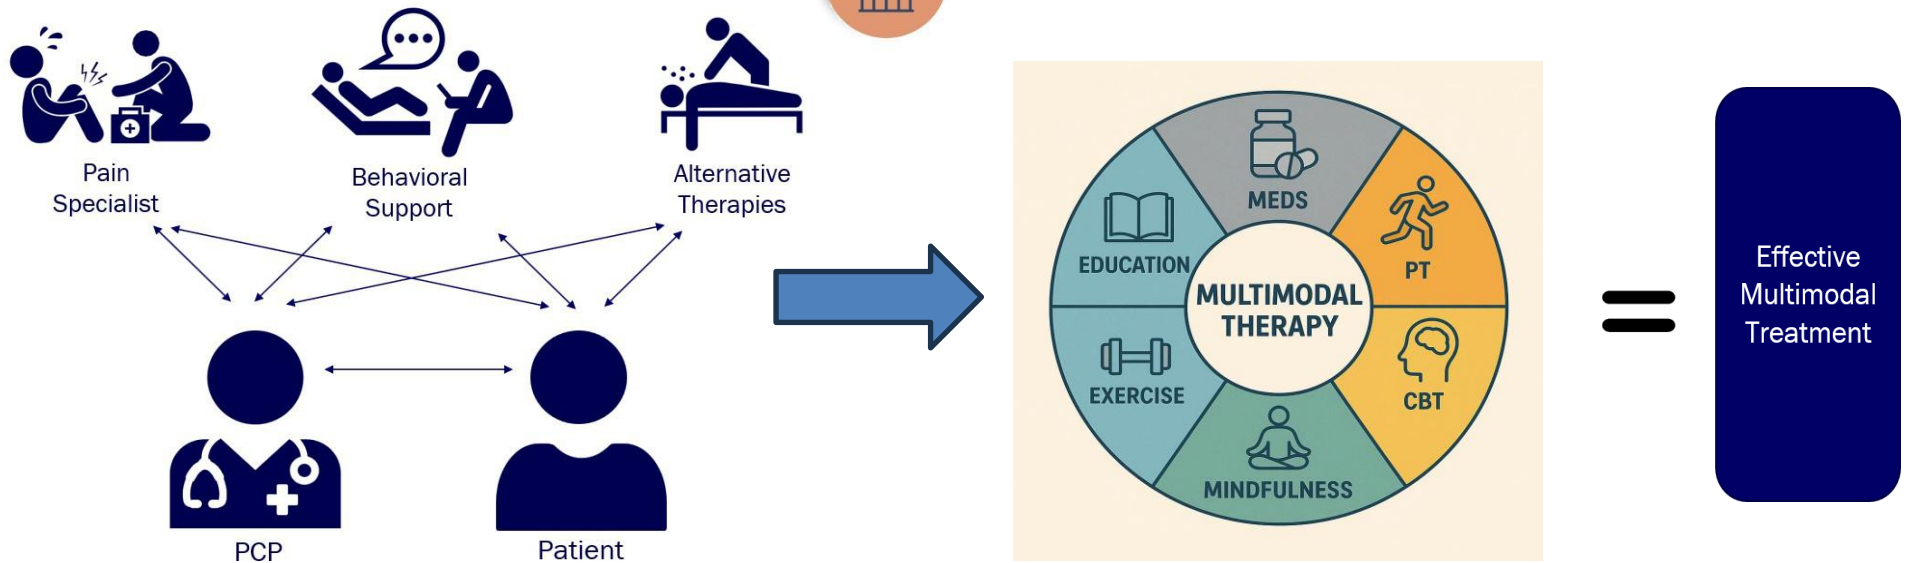 Pain
Specialist
Behavioral
Support
Alternative
Therapies
PCP
Patient
MEDS
EDUCATION
PT
MULTIMODAL
THERAPY
EXERCISE
CBT
MINDFULNESS
Effective
Multimodal
Treatment